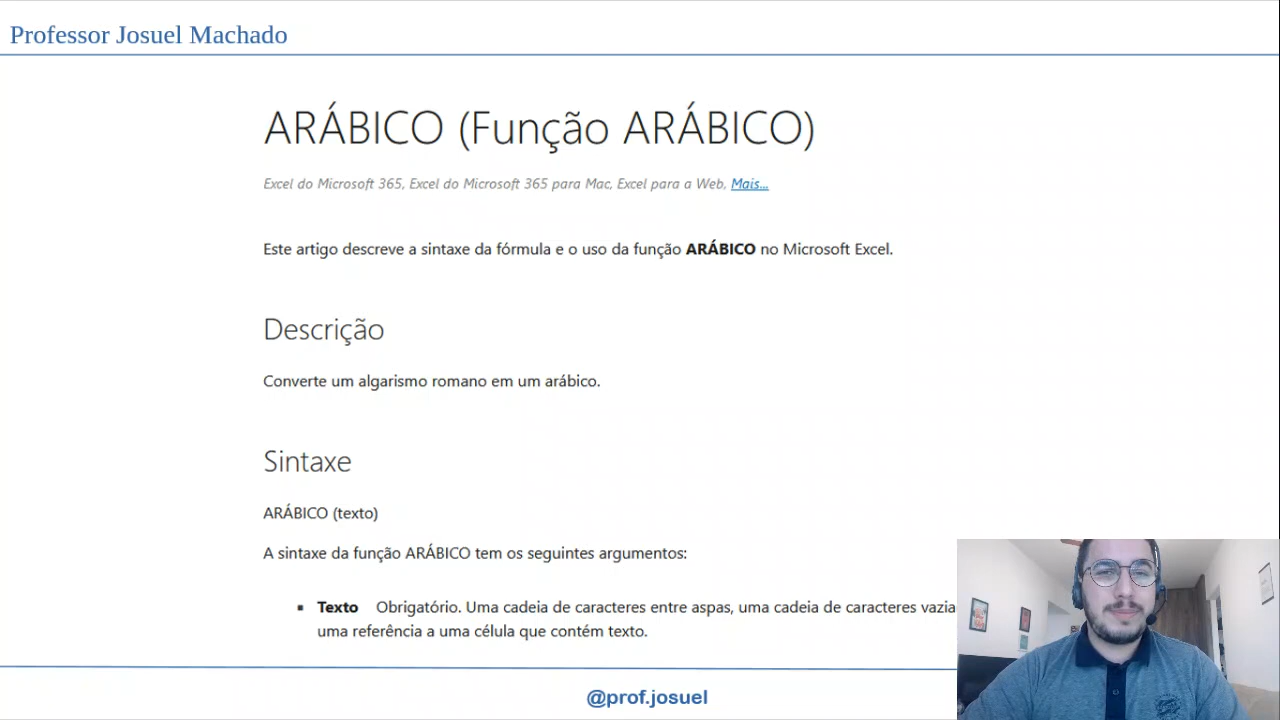 Professor Josuel Machado
ARÁBICO (Função ARÁBICO)
Excel do Microsoft 365, Excel do Microsoft 365 para Mac, Excel para a Web, Mais...
Este artigo descreve a sintaxe da fórmula e o uso da função ARÁBICO no Microsoft Excel.
Descrição
Converte um algarismo romano em um arábico.
Sintaxe
ARÁBICO (texto)
A sintaxe da função ARÁBICO tem os seguintes argumentos:
▪ Texto Obrigatório. Uma cadeia de caracteres entre aspas, uma cadeia de caracteres vazia
uma referência a uma célula que contém texto.
@prof.josuel